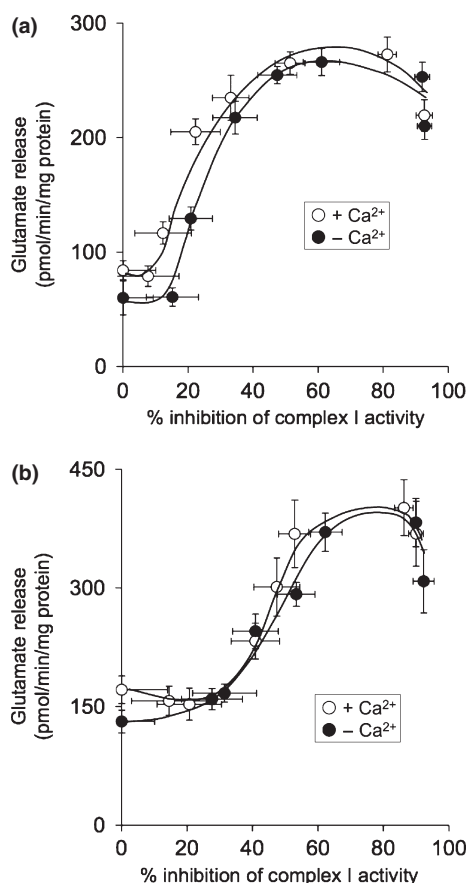 (a)
300
200
100
0
Glutamate release
(pmol/min/mg protein)
+ Ca²⁺
– Ca²⁺
0 20 40 60 80 100
% inhibition of complex I activity
(b)
450
300
150
0
Glutamate release
(pmol/min/mg protein)
+ Ca²⁺
– Ca²⁺
0 20 40 60 80 100
% inhibition of complex I activity